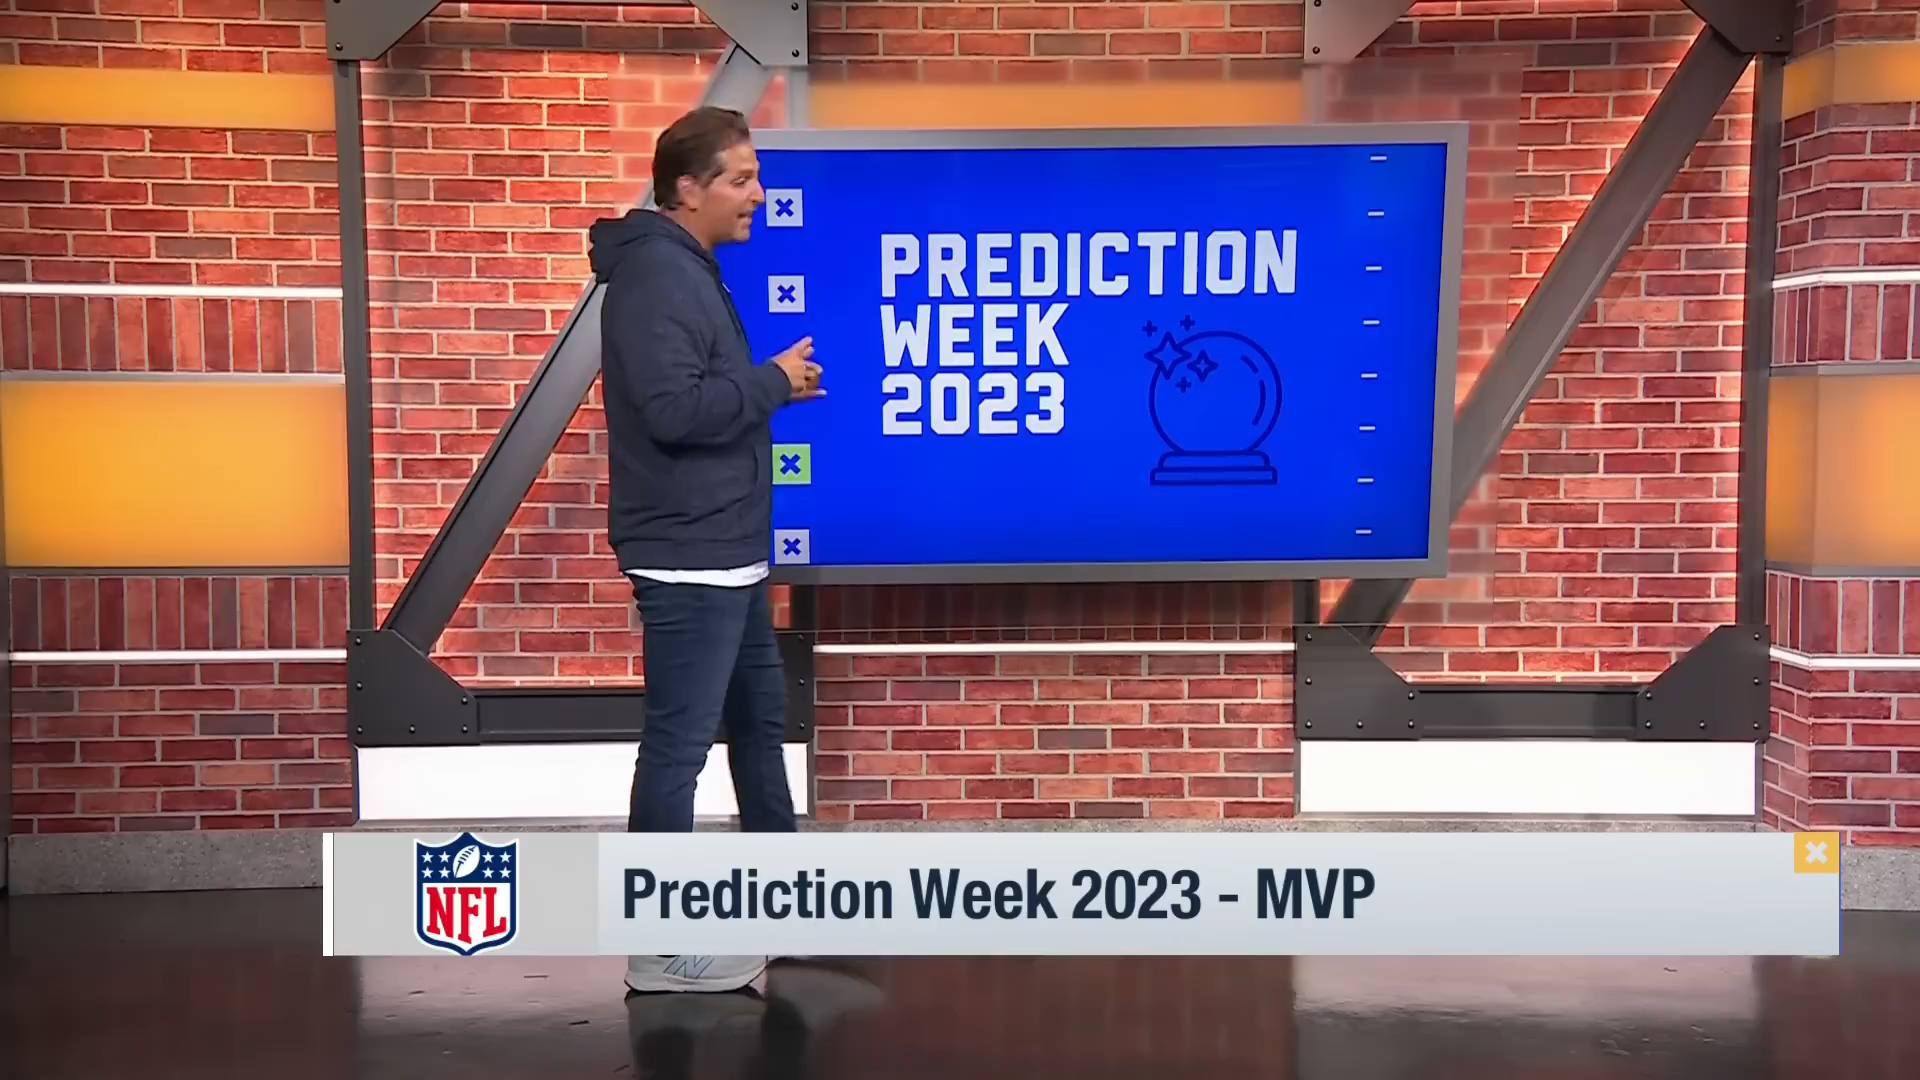 PREDICTION
WEEK
2023
NFL
Prediction Week 2023 - MVP
N